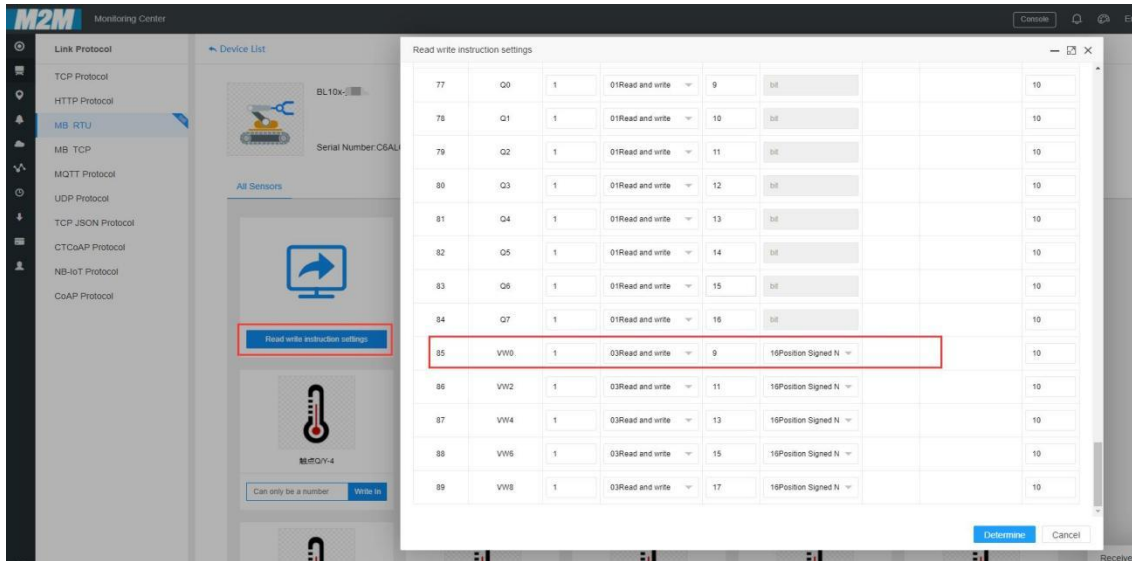 M2M Monitoring Center Console
Link Protocol
TCP Protocol
HTTP Protocol
MB RTU
MB TCP
MQTT Protocol
UDP Protocol
TCP JSON Protocol
CTCoAP Protocol
NB-IoT Protocol
CoAP Protocol
Device List
BL10x-
Serial Number:C6AL
All Sensors
Read write instruction settings
触点Q/Y-4
Can only be a number Write In
Read write instruction settings
77 Q0 1 01Read and write 9 bit 10
78 Q1 1 01Read and write 10 bit 10
79 Q2 1 01Read and write 11 bit 10
80 Q3 1 01Read and write 12 bit 10
81 Q4 1 01Read and write 13 bit 10
82 Q5 1 01Read and write 14 bit 10
83 Q6 1 01Read and write 15 bit 10
84 Q7 1 01Read and write 16 bit 10
85 VW0 1 03Read and write 9 16Position Signed N 10
86 VW2 1 03Read and write 11 16Position Signed N 10
87 VW4 1 03Read and write 13 16Position Signed N 10
88 VW6 1 03Read and write 15 16Position Signed N 10
89 VW8 1 03Read and write 17 16Position Signed N 10
Determine Cancel
Receive